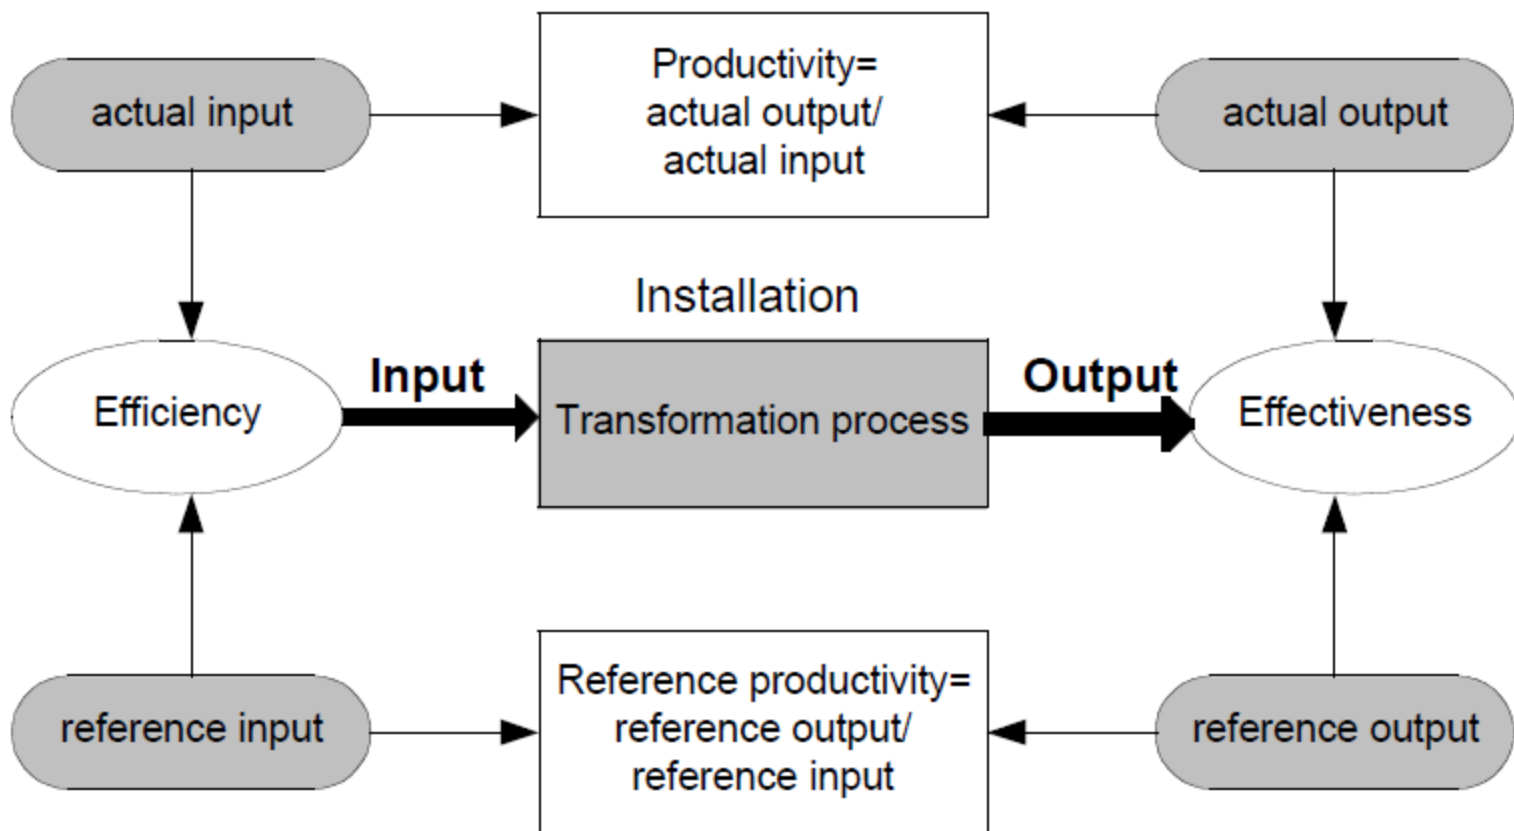 Productivity=
actual input
actual output/
actual input
actual output
Installation
Input
Output
Efficiency
Transformation process
Effectiveness
Reference productivity=
reference input
reference output/
reference input
reference output